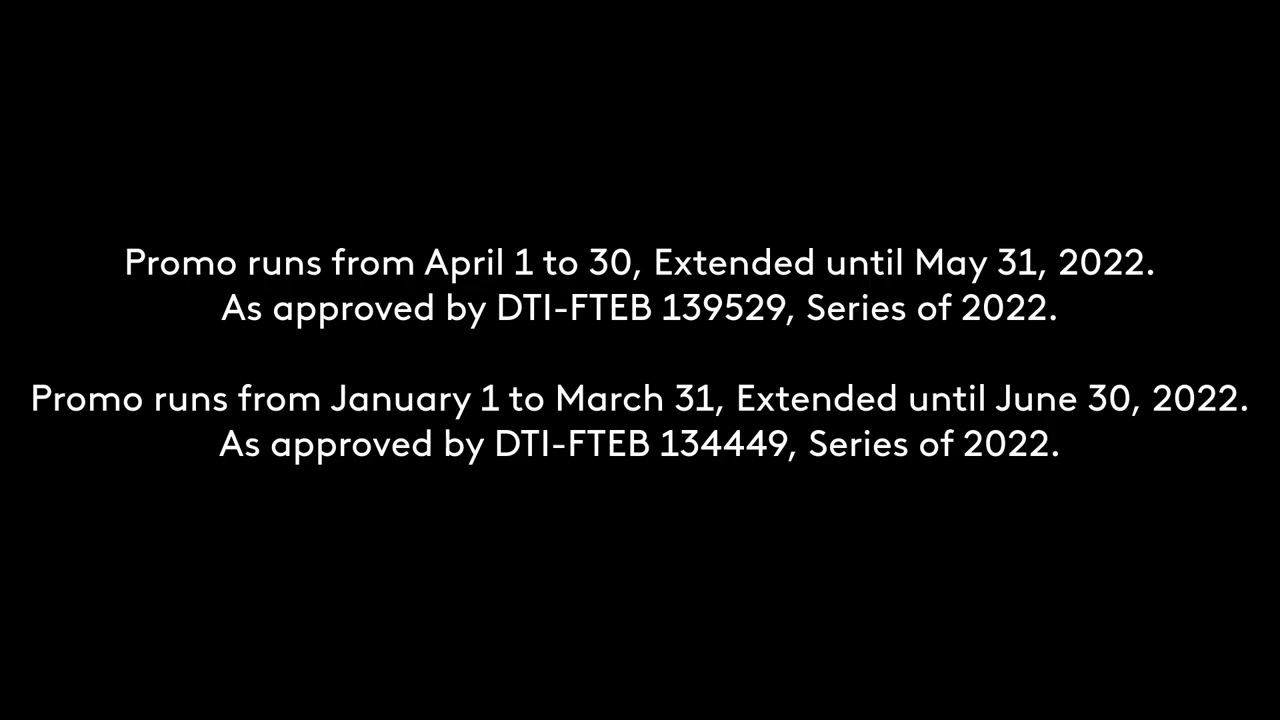 Promo runs from April 1 to 30, Extended until May 31, 2022.
As approved by DTI-FTEB 139529, Series of 2022.
Promo runs from January 1 to March 31, Extended until June 30, 2022.
As approved by DTI-FTEB 134449, Series of 2022.